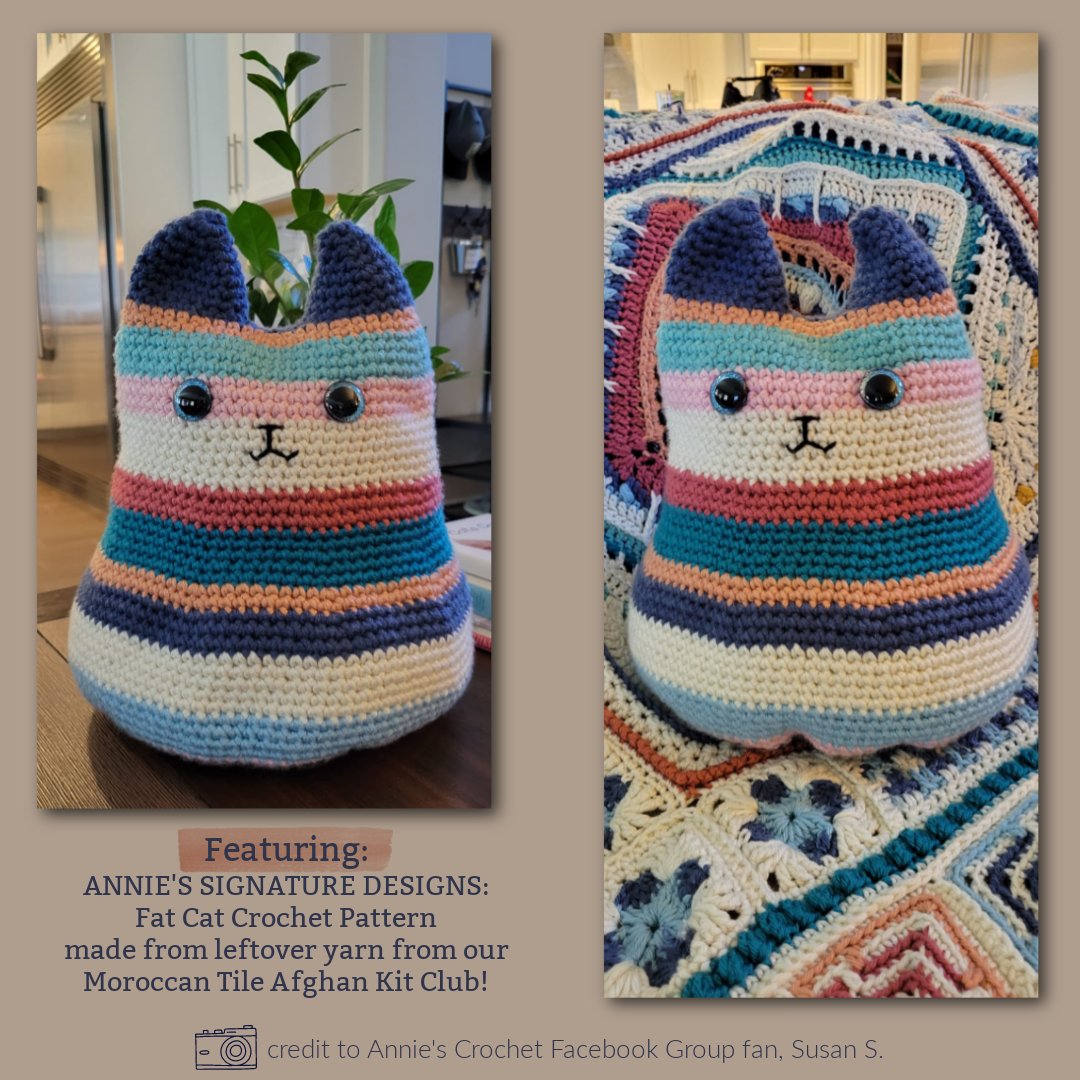 Featuring:
ANNIE'S SIGNATURE DESIGNS:
Fat Cat Crochet Pattern
made from leftover yarn from our
Moroccan Tile Afghan Kit Club!
credit to Annie's Crochet Facebook Group fan, Susan S.